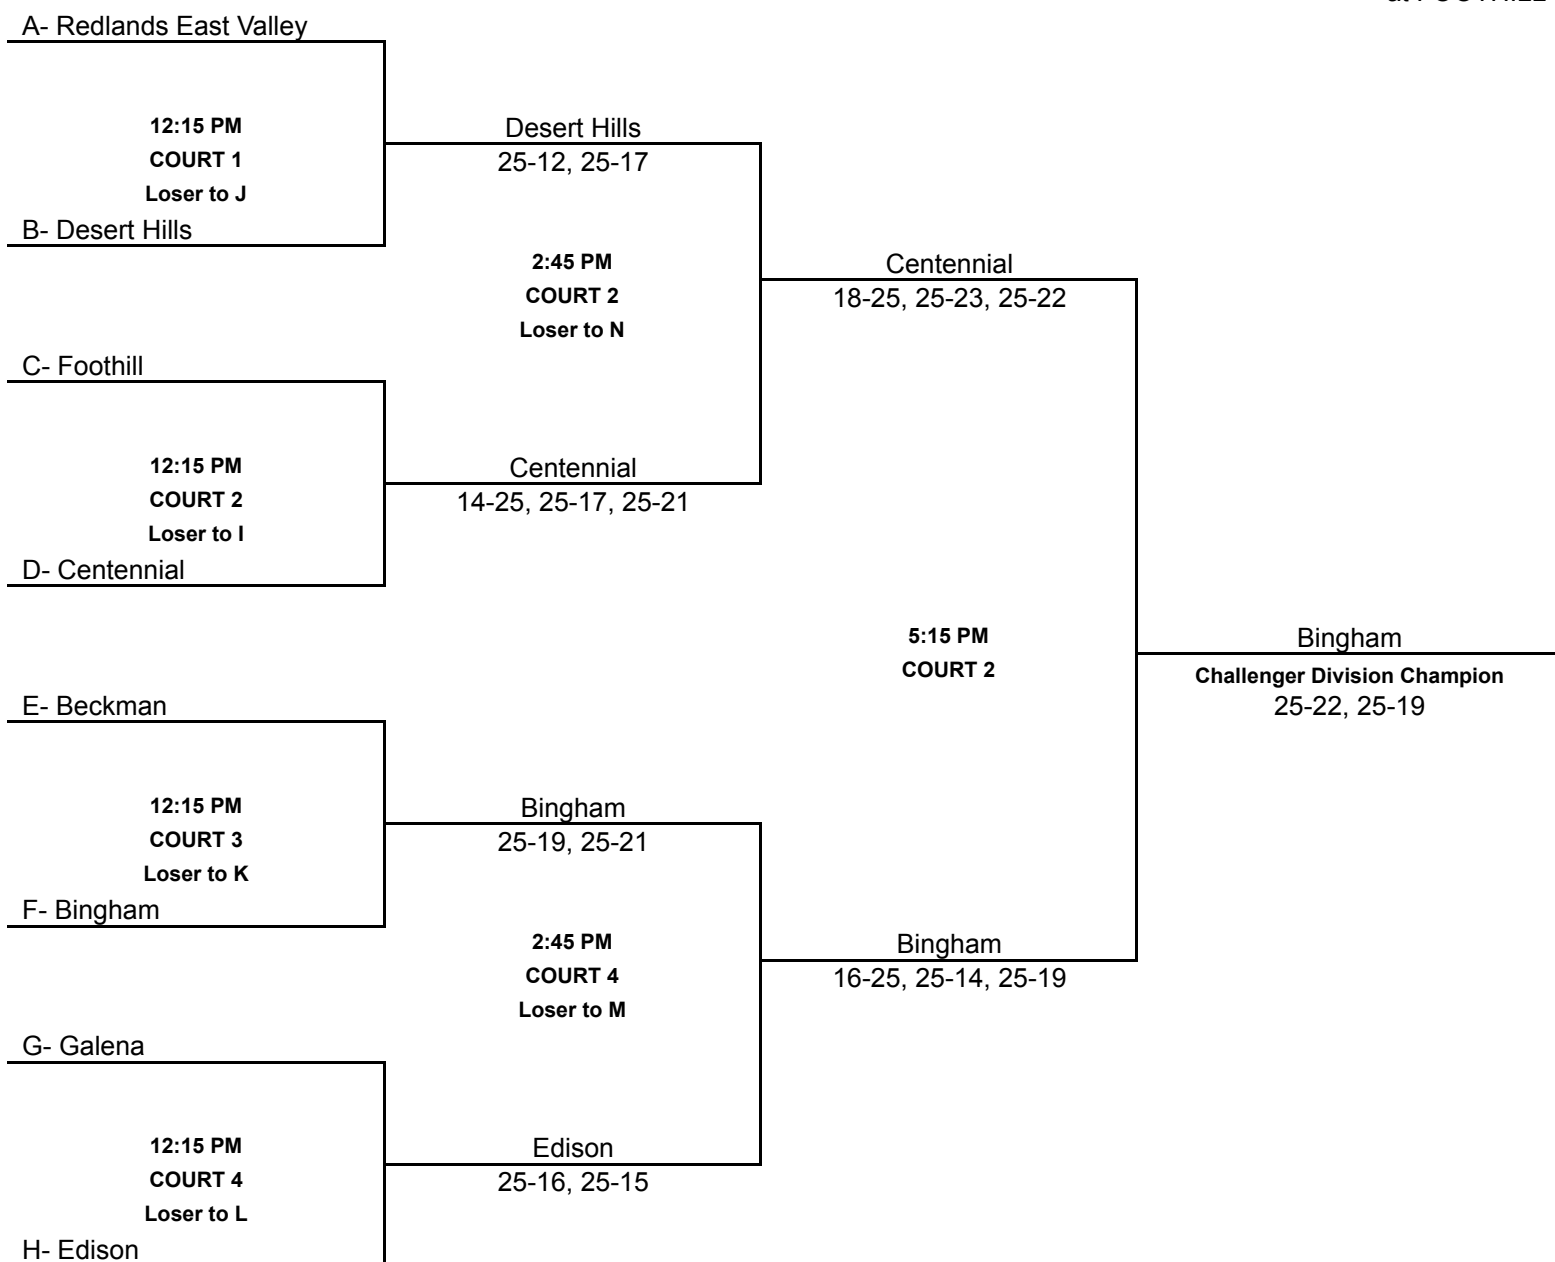 A- Redlands East Valley
12:15 PM
COURT 1
Loser to J
B- Desert Hills
Desert Hills
25-12, 25-17
2:45 PM
COURT 2
Loser to N
C- Foothill
12:15 PM
COURT 2
Loser to I
D- Centennial
Centennial
14-25, 25-17, 25-21
Centennial
18-25, 25-23, 25-22
5:15 PM
COURT 2
Bingham
Challenger Division Champion
25-22, 25-19
E- Beckman
12:15 PM
COURT 3
Loser to K
F- Bingham
Bingham
25-19, 25-21
2:45 PM
COURT 4
Loser to M
Bingham
16-25, 25-14, 25-19
G- Galena
12:15 PM
COURT 4
Loser to L
H- Edison
Edison
25-16, 25-15